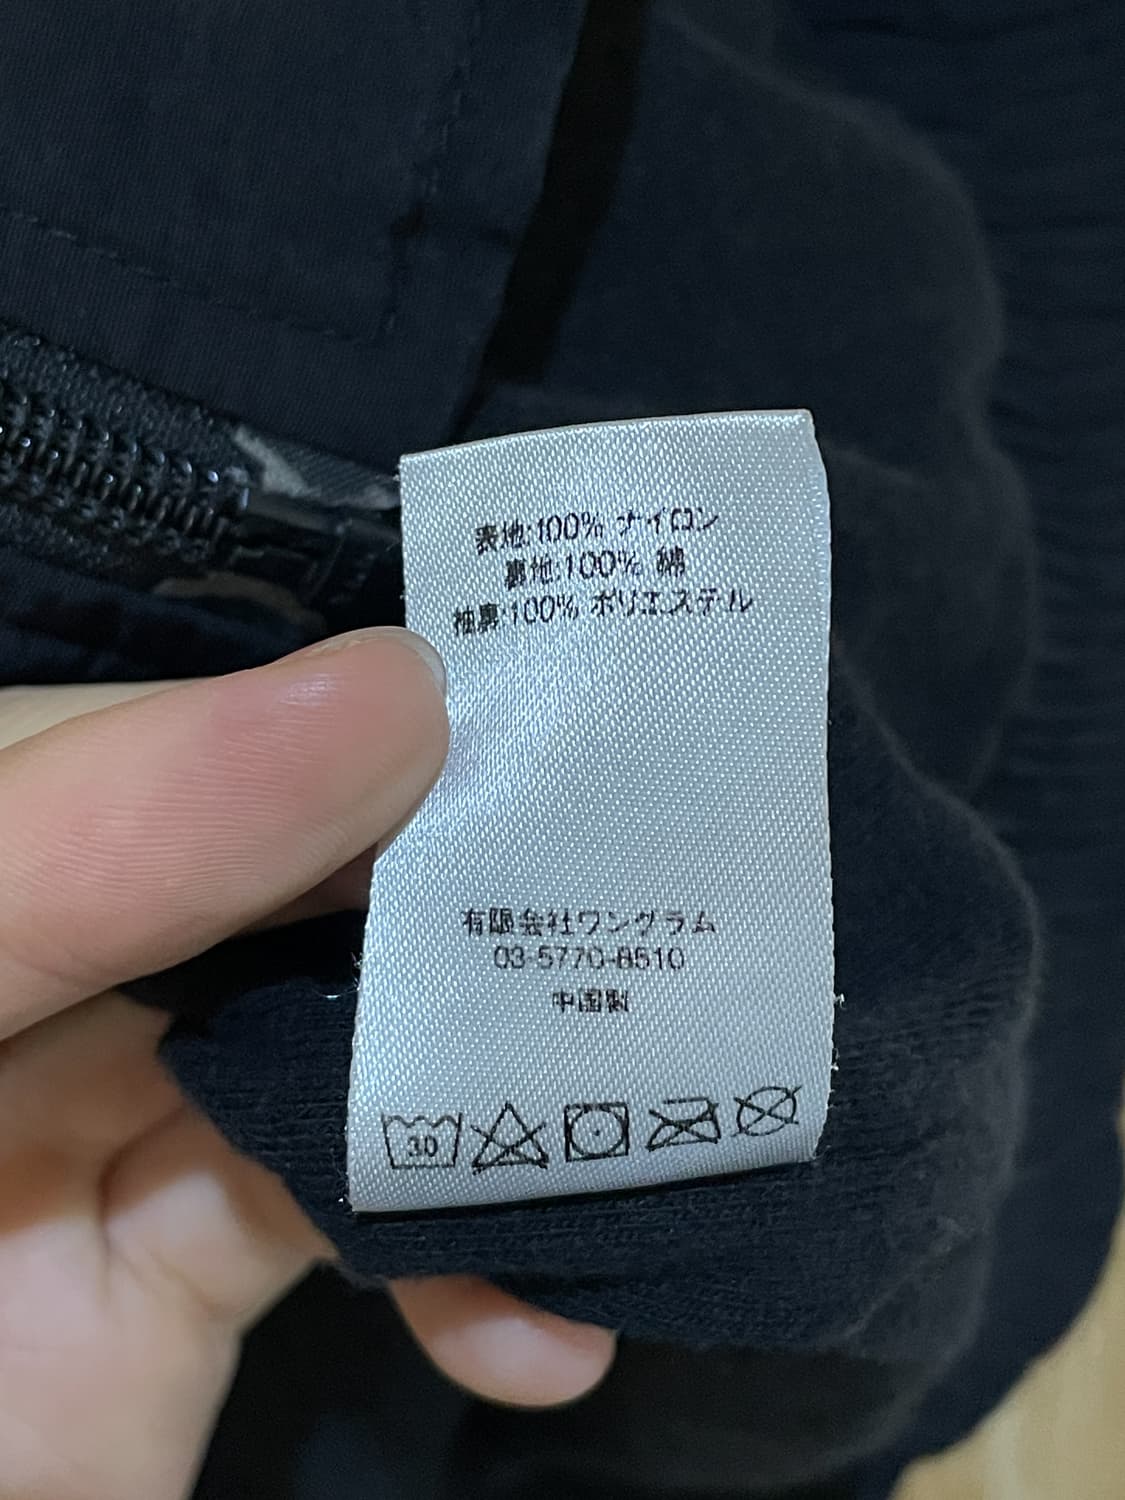 表地:100% ナイロン
裏地:100% 綿
袖裏:100% ポリエステル
有限会社ワングラム
03-5770-8510
中国製
30